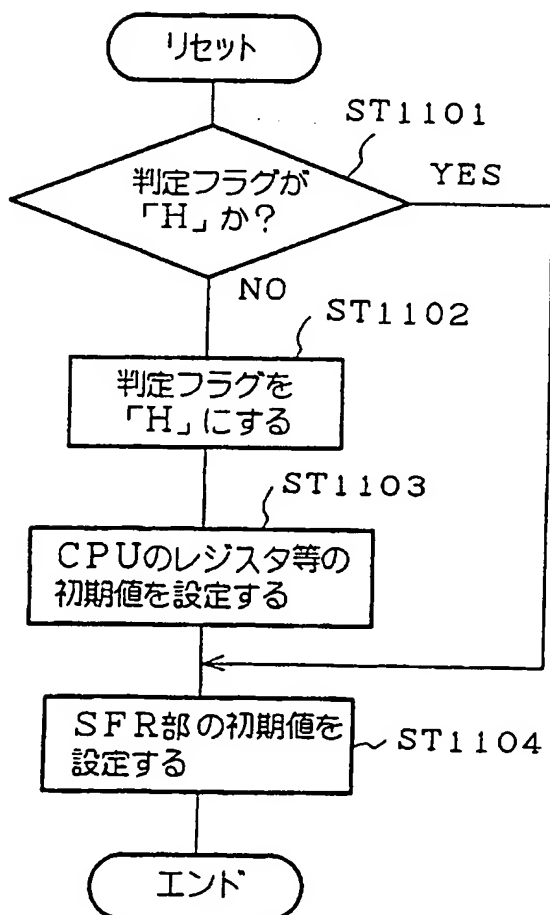 リセット
ST1101
判定フラグが
「H」か?
YES
NO
ST1102
判定フラグを
「H」にする
ST1103
CPUのレジスタ等の
初期値を設定する
SFR部の初期値を
設定する
ST1104
エンド